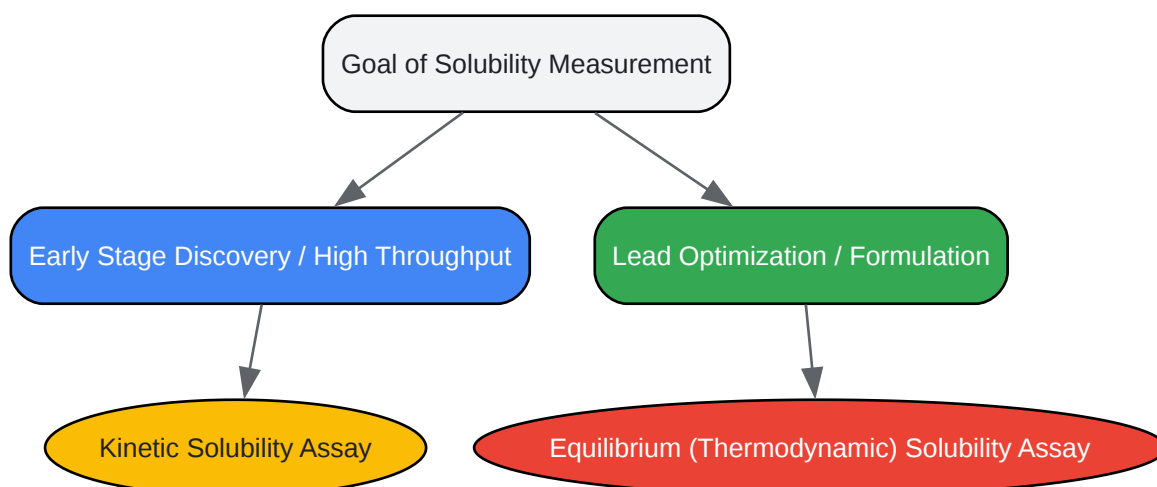 Goal of Solubility Measurement
Early Stage Discovery / High Throughput
Lead Optimization / Formulation
Kinetic Solubility Assay
Equilibrium (Thermodynamic) Solubility Assay